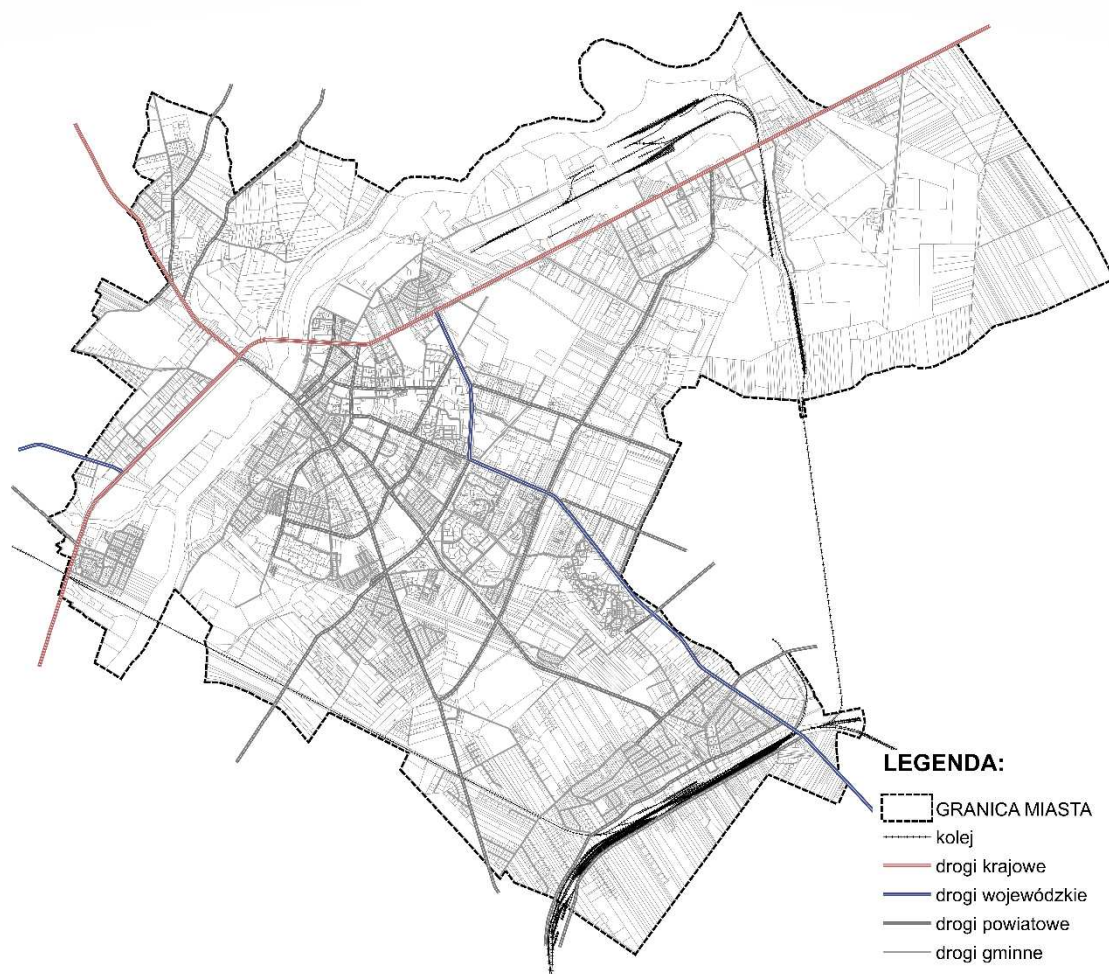 LEGENDA:
GRANICA MIASTA
kolej
drogi krajowe
drogi wojewódzkie
drogi powiatowe
drogi gminne